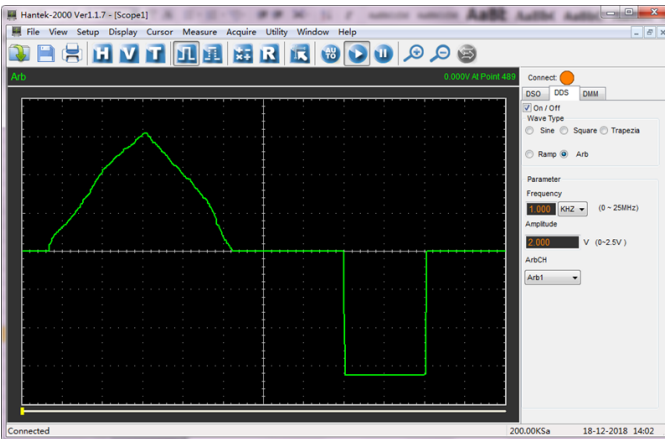 Hantek-2000 Ver1.1.7 - [Scope1]
File View Setup Display Cursor Measure Acquire Utility Window Help
H V T R AU TO
Arb 0.000V At Point 489
Connect:
DSO DDS DMM
On / Off
Wave Type
Sine Square Trapezia
Ramp Arb
Parameter
Frequency
1.000 KHZ (0 ~ 25MHz)
Amplitude
2.000 V (0~2.5V )
ArbCH
Arb1
Connected 200.00KSa 18-12-2018 14:02